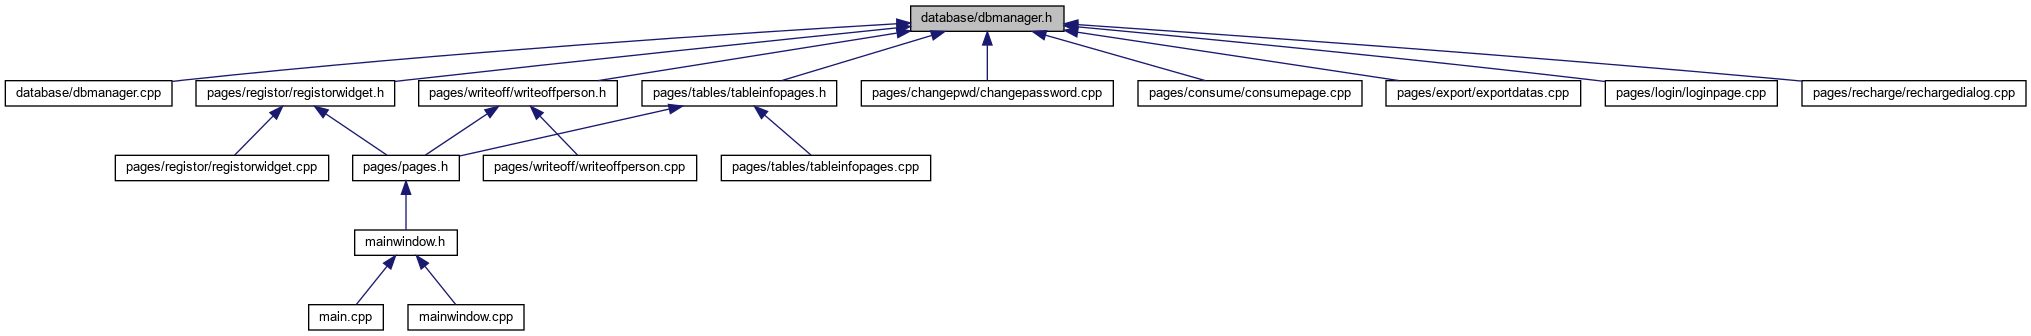 database/dbmanager.h
database/dbmanager.cpp
pages/registor/registorwidget.h
pages/writeoff/writeoffperson.h
pages/tables/tableinfopages.h
pages/changepwd/changepassword.cpp
pages/consume/consumepage.cpp
pages/export/exportdatas.cpp
pages/login/loginpage.cpp
pages/recharge/rechargedialog.cpp
pages/registor/registorwidget.cpp
pages/pages.h
pages/writeoff/writeoffperson.cpp
pages/tables/tableinfopages.cpp
mainwindow.h
main.cpp
mainwindow.cpp